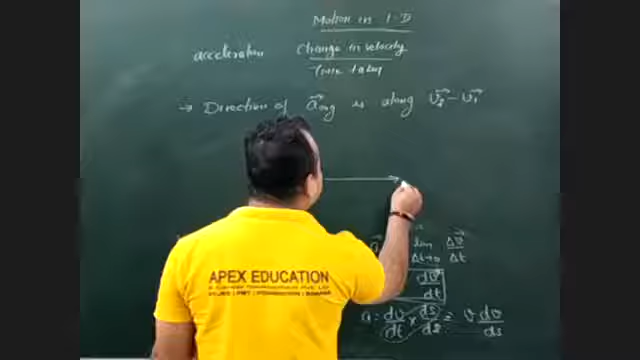 Motion in 1-D
acceleration Change in velocity
Time taken
→ Direction of a⃗avg is along v⃗₂ - v⃗₁
lim Δv⃗
Δt→0 Δt
dv⃗
dt
a = dv × ds = v dv
dt ds ds
APEX EDUCATION